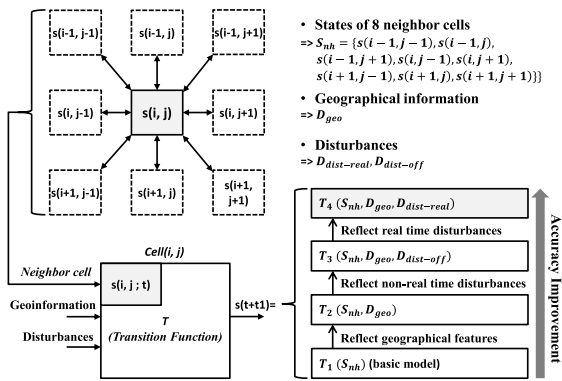 s(i-1, j-1)
s(i-1, j)
s(i-1, j+1)
s(i, j-1)
s(i, j)
s(i, j+1)
s(i+1, j-1)
s(i+1, j)
s(i+1,
j+1)
• States of 8 neighbor cells
=> S_nh = {s(i − 1, j − 1), s(i − 1, j),
s(i − 1, j + 1), s(i, j − 1), s(i, j + 1),
s(i + 1, j − 1), s(i + 1, j), s(i + 1, j + 1)}}
• Geographical information
=> D_geo
• Disturbances
=> D_dist−real, D_dist−off
Cell(i, j)
Neighbor cell
s(i, j ; t)
Geoinformation
Disturbances
T
(Transition Function)
s(t+t1)=
T_4 (S_nh, D_geo, D_dist−real)
Reflect real time disturbances
T_3 (S_nh, D_geo, D_dist−off)
Reflect non-real time disturbances
T_2 (S_nh, D_geo)
Reflect geographical features
T_1 (S_nh) (basic model)
Accuracy Improvement